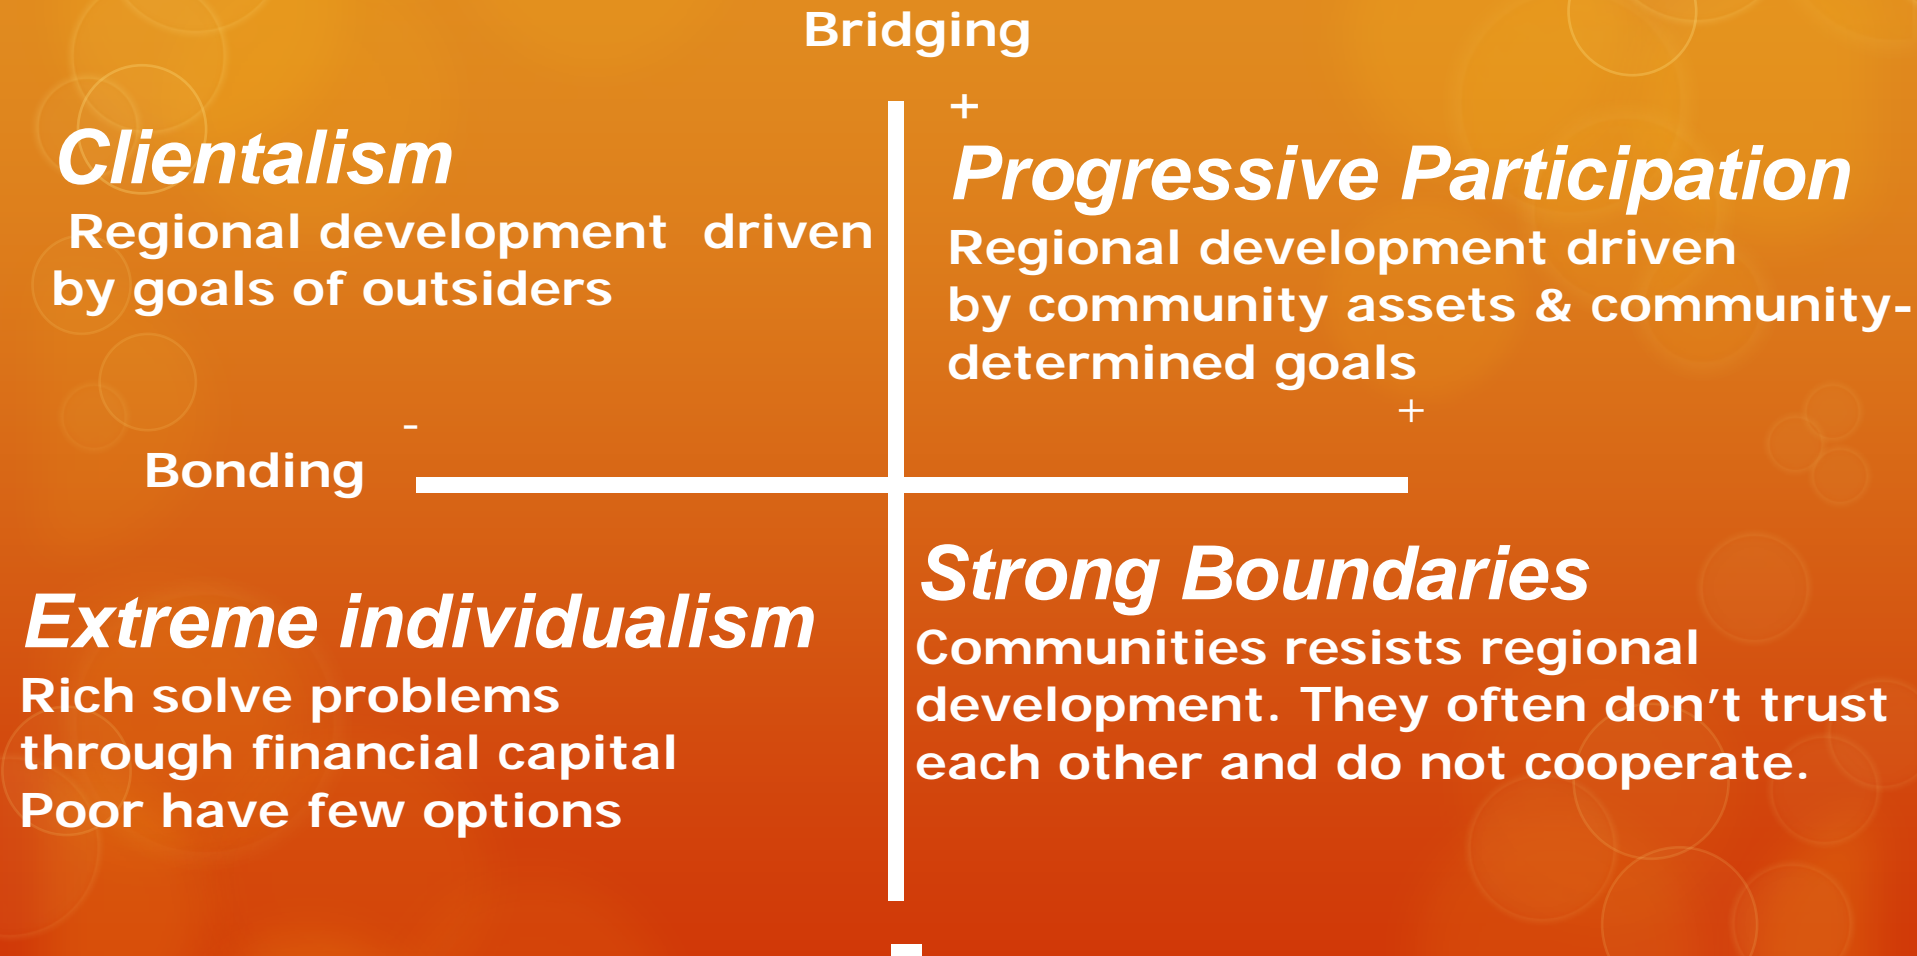 Bridging
+
Clientalism
Regional development driven
by goals of outsiders
Progressive Participation
Regional development driven
by community assets & community-
determined goals
-
+
Bonding
Extreme individualism
Rich solve problems
through financial capital
Poor have few options
Strong Boundaries
Communities resists regional
development. They often don't trust
each other and do not cooperate.